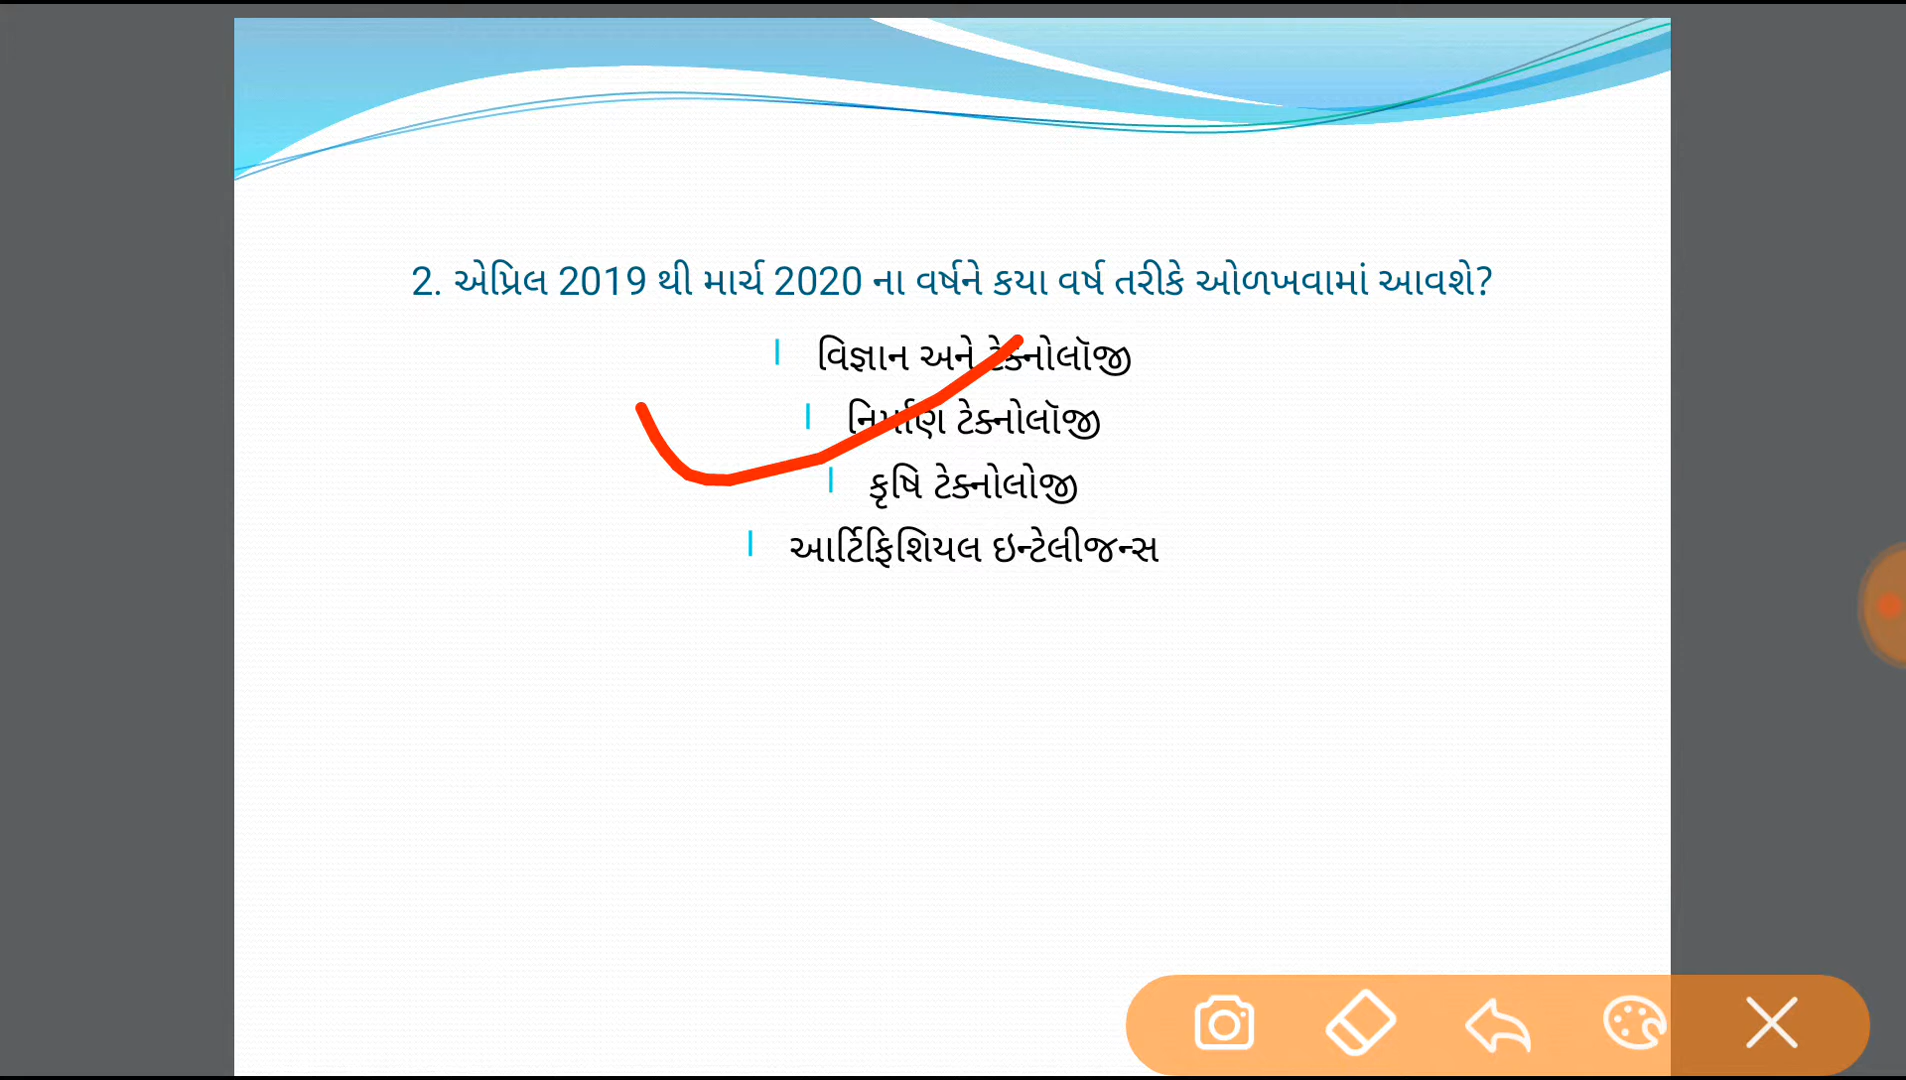 2. એપ્રિલ 2019 થી માર્ચ 2020 ના વર્ષને કયા વર્ષ તરીકે ઓળખવામાં આવશે?
વિજ્ઞાન અને ટેક્નોલૉજી
નિર્માણ ટેક્નોલૉજી
કૃષિ ટેક્નોલોજી
આર્ટિફિશિયલ ઇન્ટેલીજન્સ